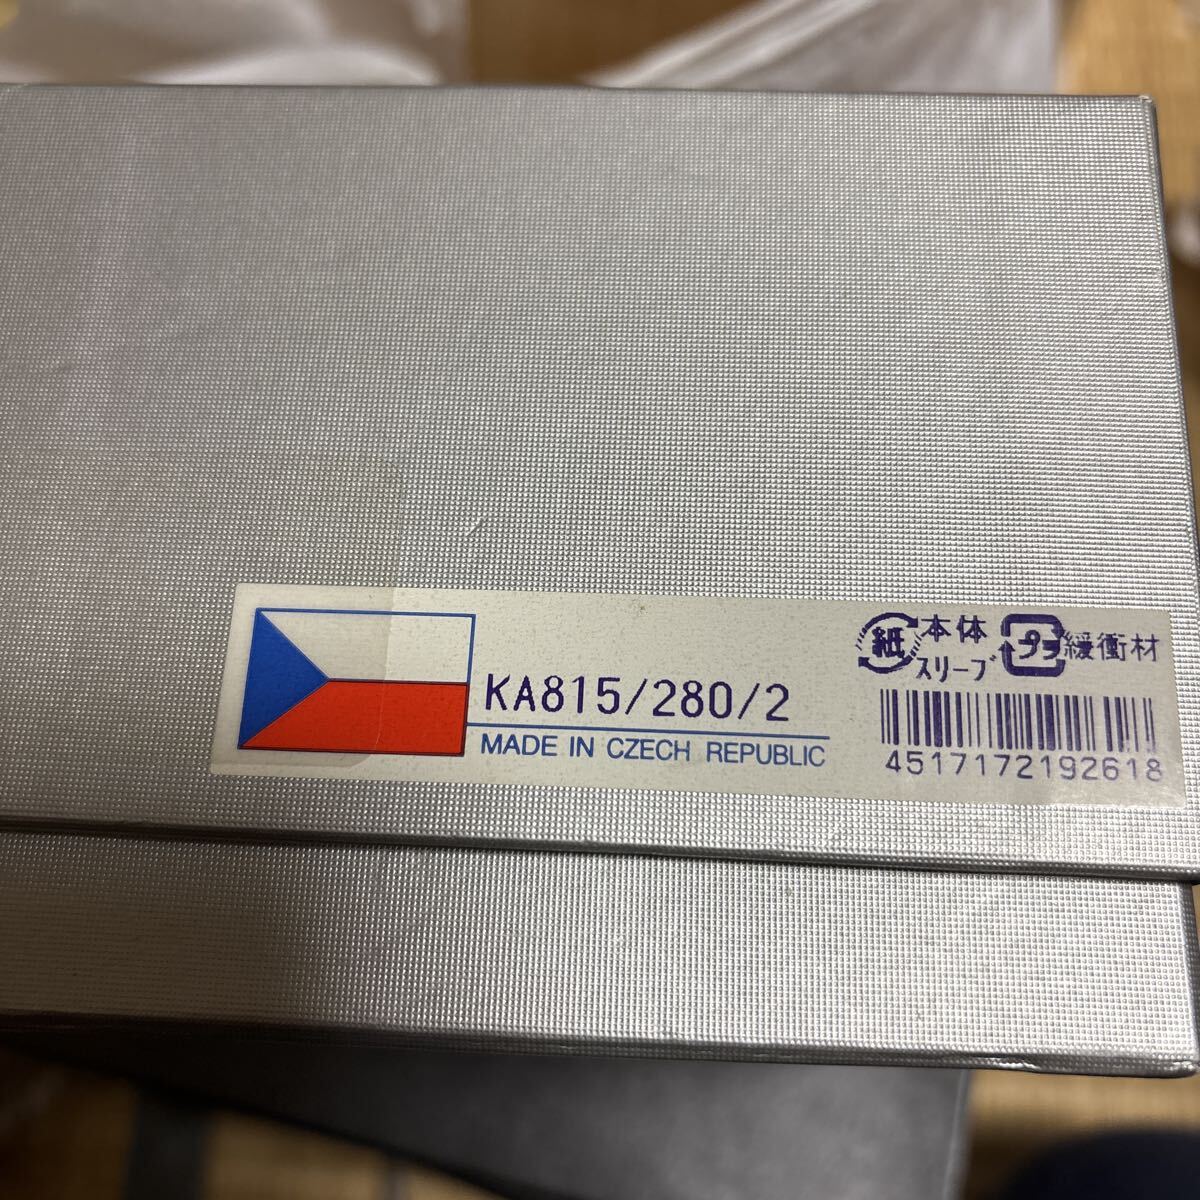 KA815/280/2
MADE IN CZECH REPUBLIC
紙 本体
スリーブ
プラ 緩衝材
4517172192618